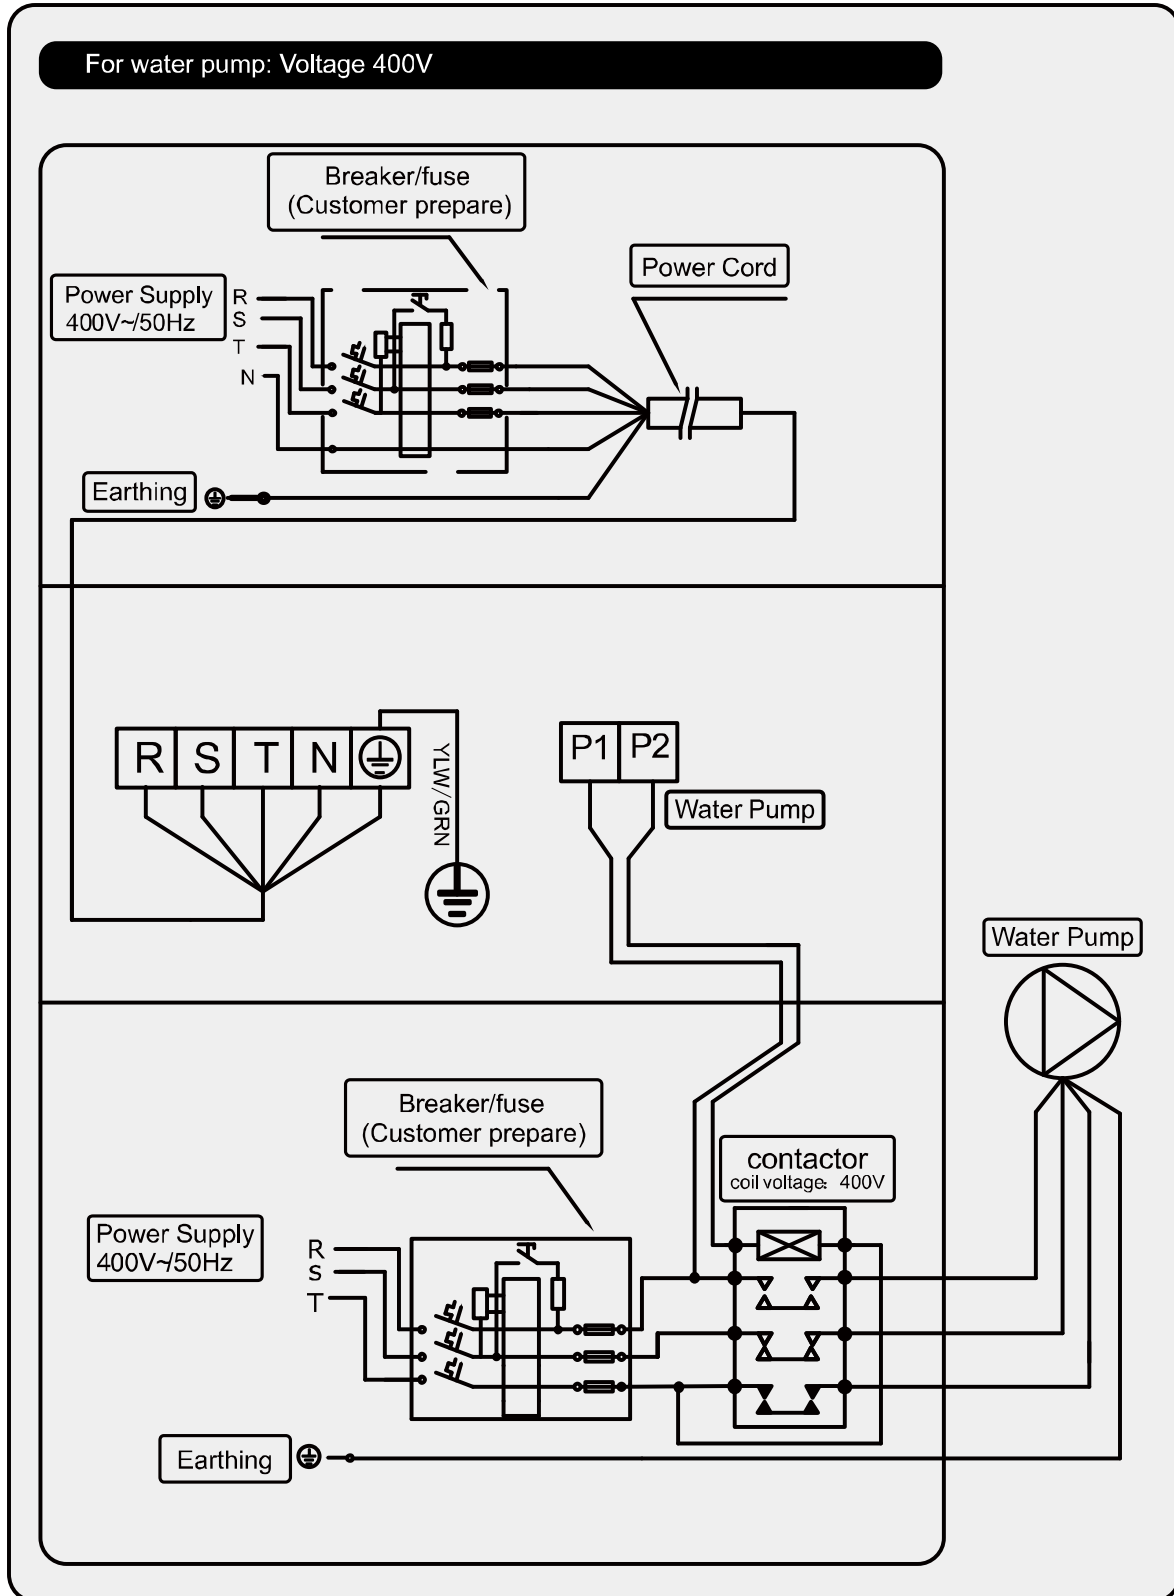 For water pump: Voltage 400V
Breaker/fuse
(Customer prepare)
Power Cord
Power Supply
400V~/50Hz
R
S
T
N
Earthing
R S T N
YLW/GRN
P1 P2
Water Pump
Water Pump
Breaker/fuse
(Customer prepare)
contactor
coil voltage: 400V
Power Supply
400V~/50Hz
R
S
T
Earthing